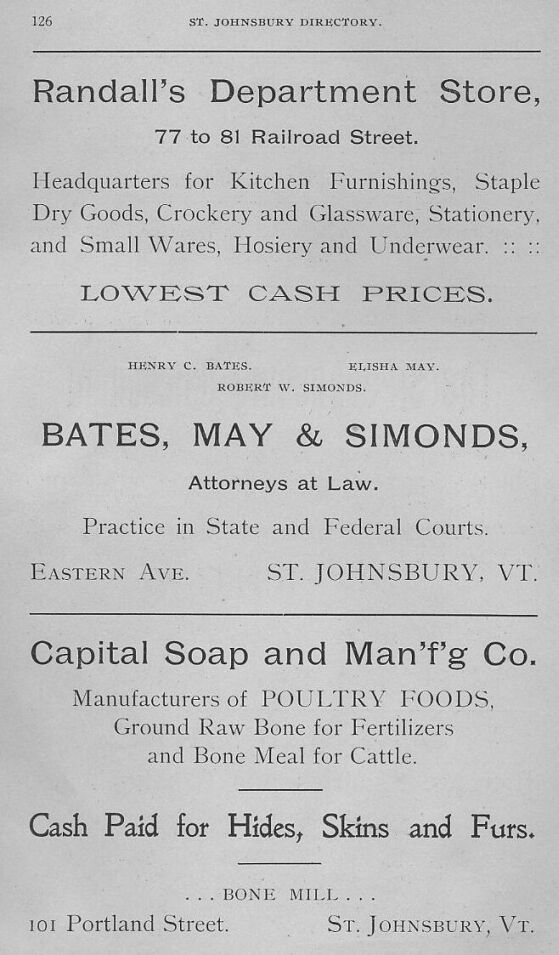 126
ST. JOHNSBURY DIRECTORY.
Randall's Department Store,
77 to 81 Railroad Street.
Headquarters for Kitchen Furnishings, Staple
Dry Goods, Crockery and Glassware, Stationery,
and Small Wares, Hosiery and Underwear. :: ::
LOWEST CASH PRICES.
HENRY C. BATES. ELISHA MAY.
ROBERT W. SIMONDS.
BATES, MAY & SIMONDS,
Attorneys at Law.
Practice in State and Federal Courts.
EASTERN AVE. ST. JOHNSBURY, VT.
Capital Soap and Man'f'g Co.
Manufacturers of POULTRY FOODS,
Ground Raw Bone for Fertilizers
and Bone Meal for Cattle.
Cash Paid for Hides, Skins and Furs.
... BONE MILL ...
101 Portland Street. ST. JOHNSBURY, VT.